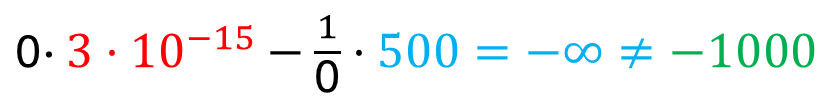 0· 3 · 10⁻¹⁵ − 1/0 · 500 = −∞ ≠ −1000